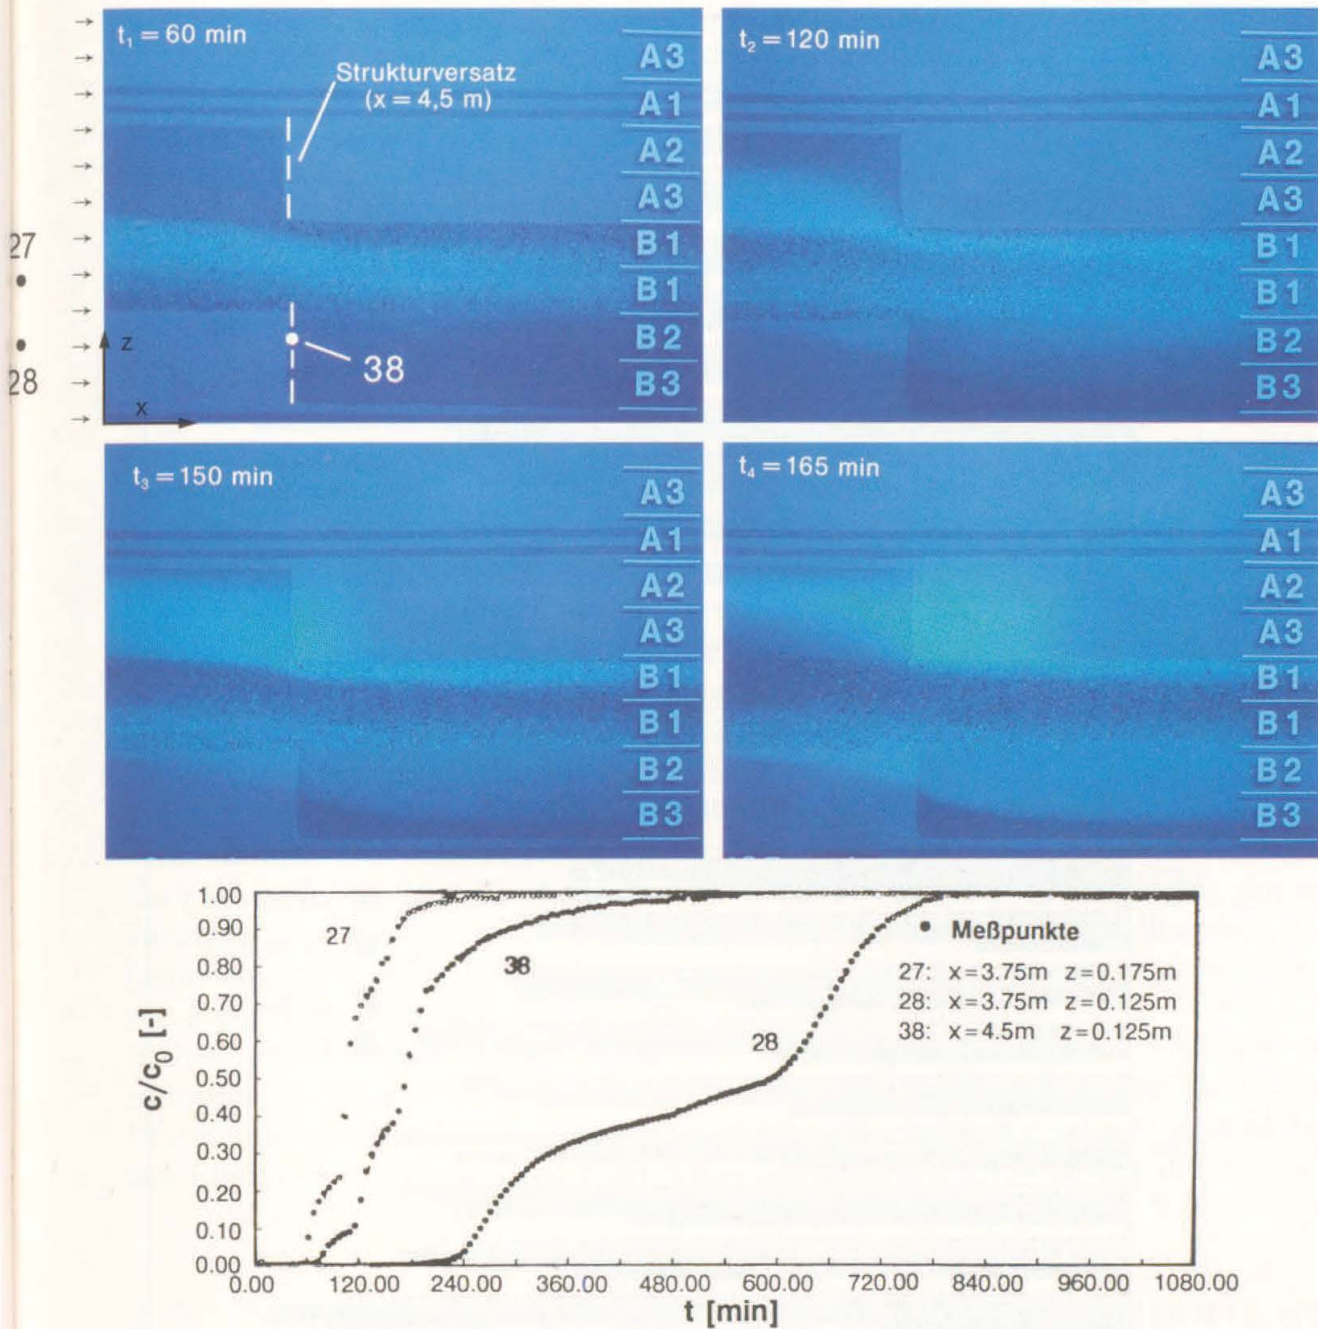 t₁ = 60 min
Strukturversatz
(x = 4,5 m)
A3
A1
A2
A3
B1
B1
B2
B3
38
z
x
27
28
t₂ = 120 min
A3
A1
A2
A3
B1
B1
B2
B3
t₃ = 150 min
A3
A1
A2
A3
B1
B1
B2
B3
t₄ = 165 min
A3
A1
A2
A3
B1
B1
B2
B3
1.00
0.90
0.80
0.70
0.60
0.50
0.40
0.30
0.20
0.10
0.00
c/c₀ [-]
27
38
28
● Meßpunkte
27: x=3.75m z=0.175m
28: x=3.75m z=0.125m
38: x=4.5m z=0.125m
0.00 120.00 240.00 360.00 480.00 600.00 720.00 840.00 960.00 1080.00
t [min]